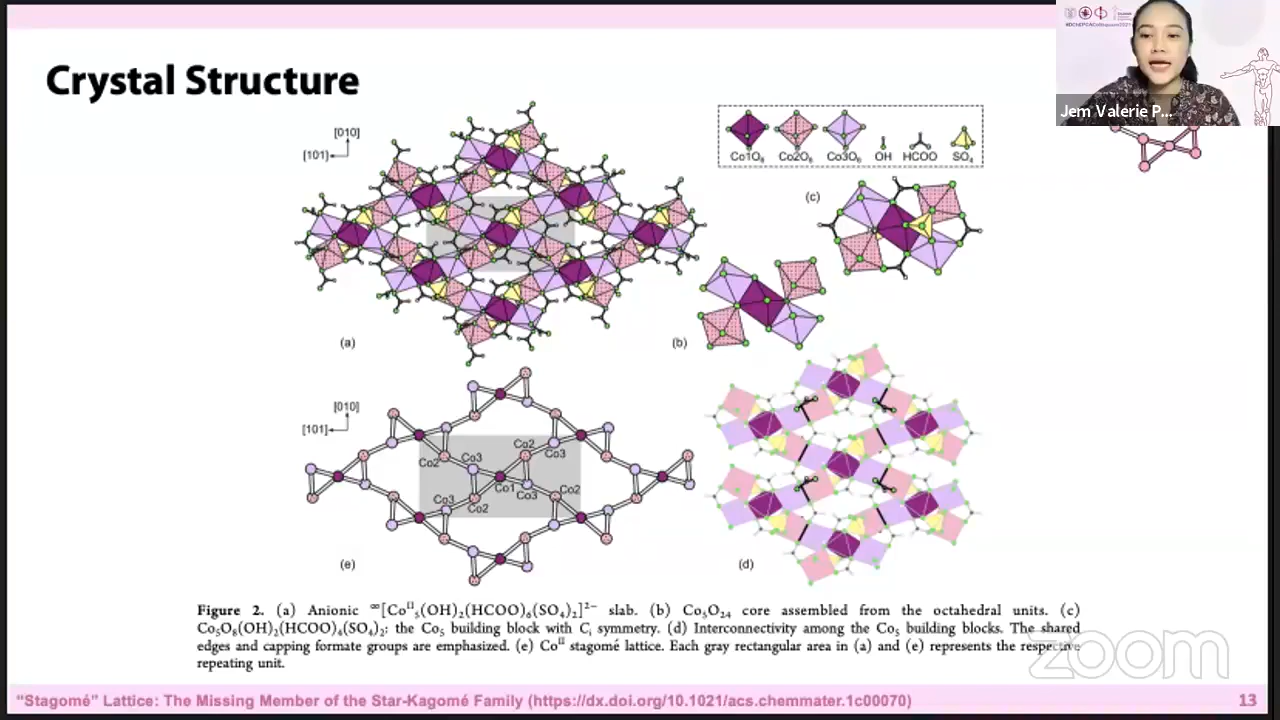 Crystal Structure
Jem Valerie P...
[010]
[101]
Co1O₆ Co2O₆ Co3O₆ OH HCOO SO₄
(c)
(a)
(b)
[010]
[101]
Co2
Co3
Co2
Co3
Co1
Co3
Co2
Co3
Co2
(e)
(d)
Figure 2. (a) Anionic ∞[Coᴵᴵ₅(OH)₂(HCOO)₆(SO₄)₂]²⁻ slab. (b) Co₅O₂₄ core assembled from the octahedral units. (c)
Co₅O₈(OH)₂(HCOO)₄(SO₄)₂: the Co₅ building block with Cᵢ symmetry. (d) Interconnectivity among the Co₅ building blocks. The shared
edges and capping formate groups are emphasized. (e) Coᴵᴵ stagomé lattice. Each gray rectangular area in (a) and (e) represents the respective
repeating unit.
zoom
“Stagomé” Lattice: The Missing Member of the Star-Kagomé Family (https://dx.doi.org/10.1021/acs.chemmater.1c00070)
13